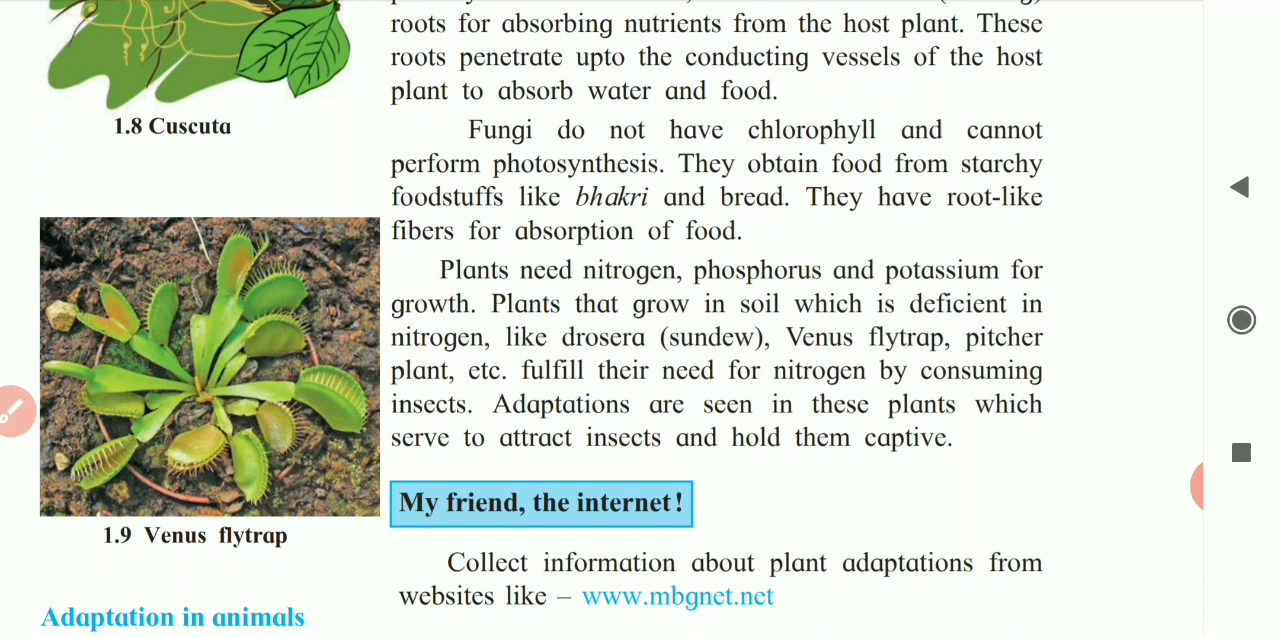 roots for absorbing nutrients from the host plant. These
roots penetrate upto the conducting vessels of the host
plant to absorb water and food.
1.8 Cuscuta
Fungi do not have chlorophyll and cannot
perform photosynthesis. They obtain food from starchy
foodstuffs like bhakri and bread. They have root-like
fibers for absorption of food.
Plants need nitrogen, phosphorus and potassium for
growth. Plants that grow in soil which is deficient in
nitrogen, like drosera (sundew), Venus flytrap, pitcher
plant, etc. fulfill their need for nitrogen by consuming
insects. Adaptations are seen in these plants which
serve to attract insects and hold them captive.
1.9 Venus flytrap
My friend, the internet!
Collect information about plant adaptations from
websites like – www.mbgnet.net
Adaptation in animals